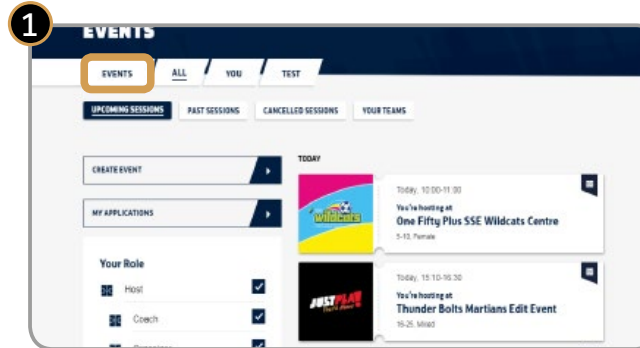 1
EVENTS
EVENTS ALL YOU TEST
UPCOMING SESSIONS PAST SESSIONS CANCELLED SESSIONS YOUR TEAMS
CREATE EVENT
MY APPLICATIONS
Your Role
Host
Coach
TODAY
wildcats
Today, 10:00-11:00
You're hosting at
One Fifty Plus SSE Wildcats Centre
5-10, Female
JUST PLAY!
Today, 15:10-16:30
You're hosting at
Thunder Bolts Martians Edit Event
16-25, Mixed